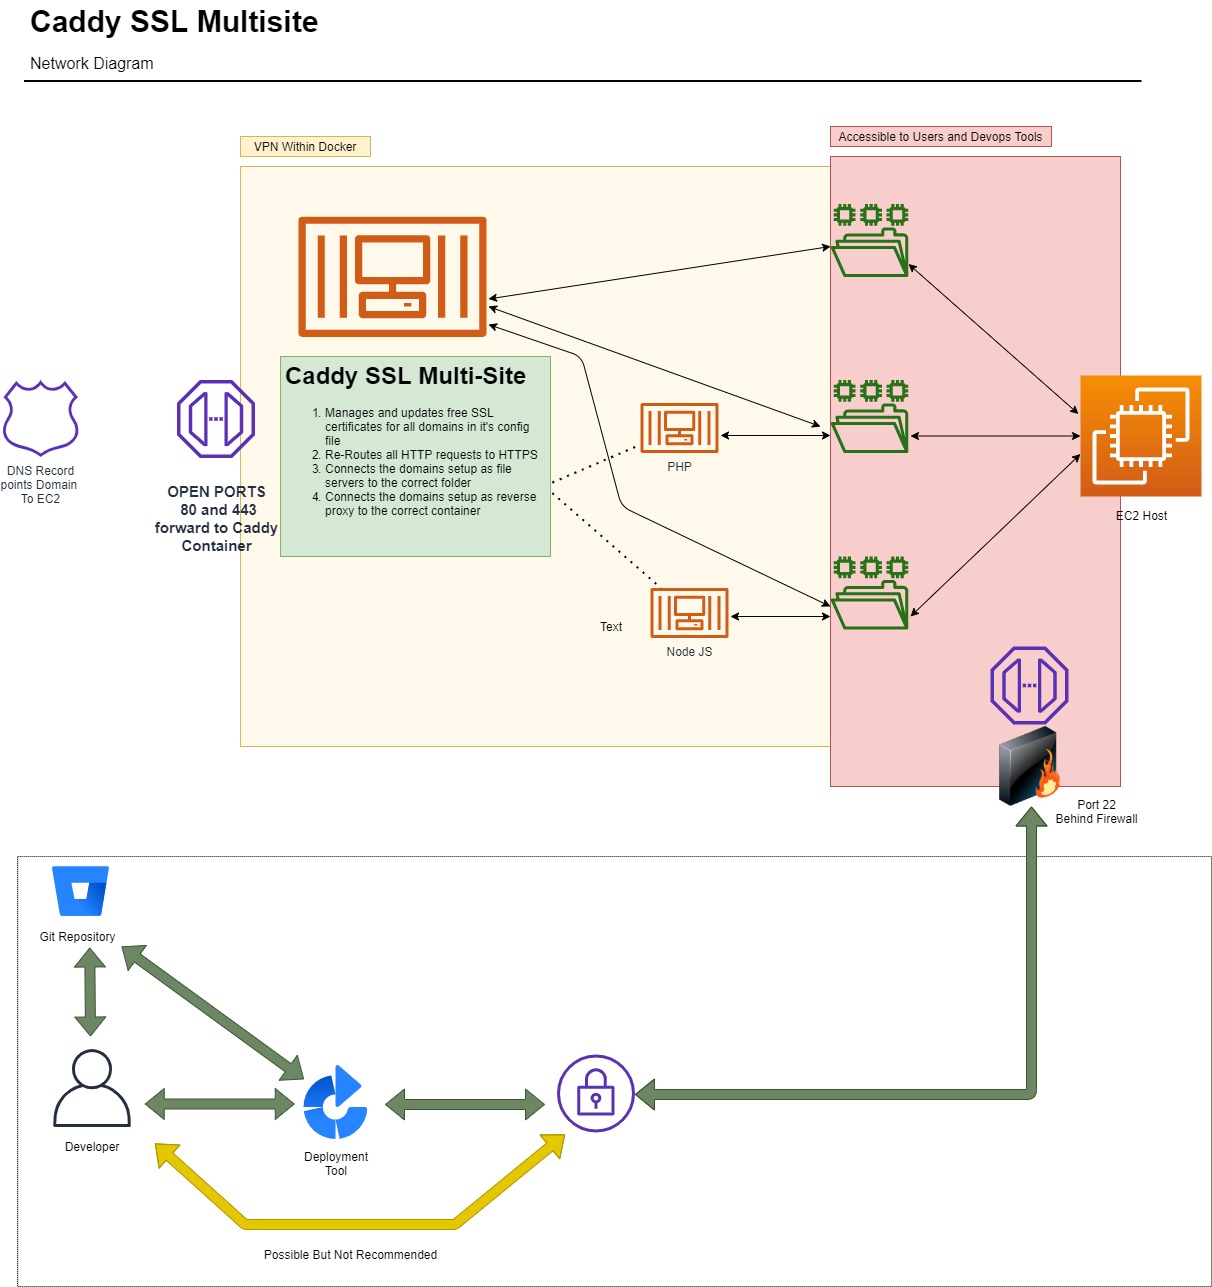 Caddy SSL Multisite
Network Diagram
VPN Within Docker
Accessible to Users and Devops Tools
Caddy SSL Multi-Site
1. Manages and updates free SSL
certificates for all domains in it's config
file
2. Re-Routes all HTTP requests to HTTPS
3. Connects the domains setup as file
servers to the correct folder
4. Connects the domains setup as reverse
proxy to the correct container
DNS Record
points Domain
To EC2
OPEN PORTS
80 and 443
forward to Caddy
Container
PHP
EC2 Host
Text
Node JS
Port 22
Behind Firewall
Git Repository
Developer
Deployment
Tool
Possible But Not Recommended